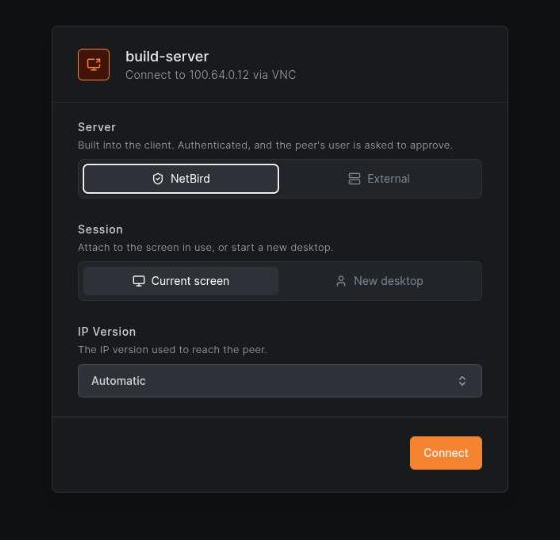 build-server
Connect to 100.64.0.12 via VNC
Server
Built into the client. Authenticated, and the peer's user is asked to approve.
NetBird
External
Session
Attach to the screen in use, or start a new desktop.
Current screen
New desktop
IP Version
The IP version used to reach the peer.
Automatic
Connect